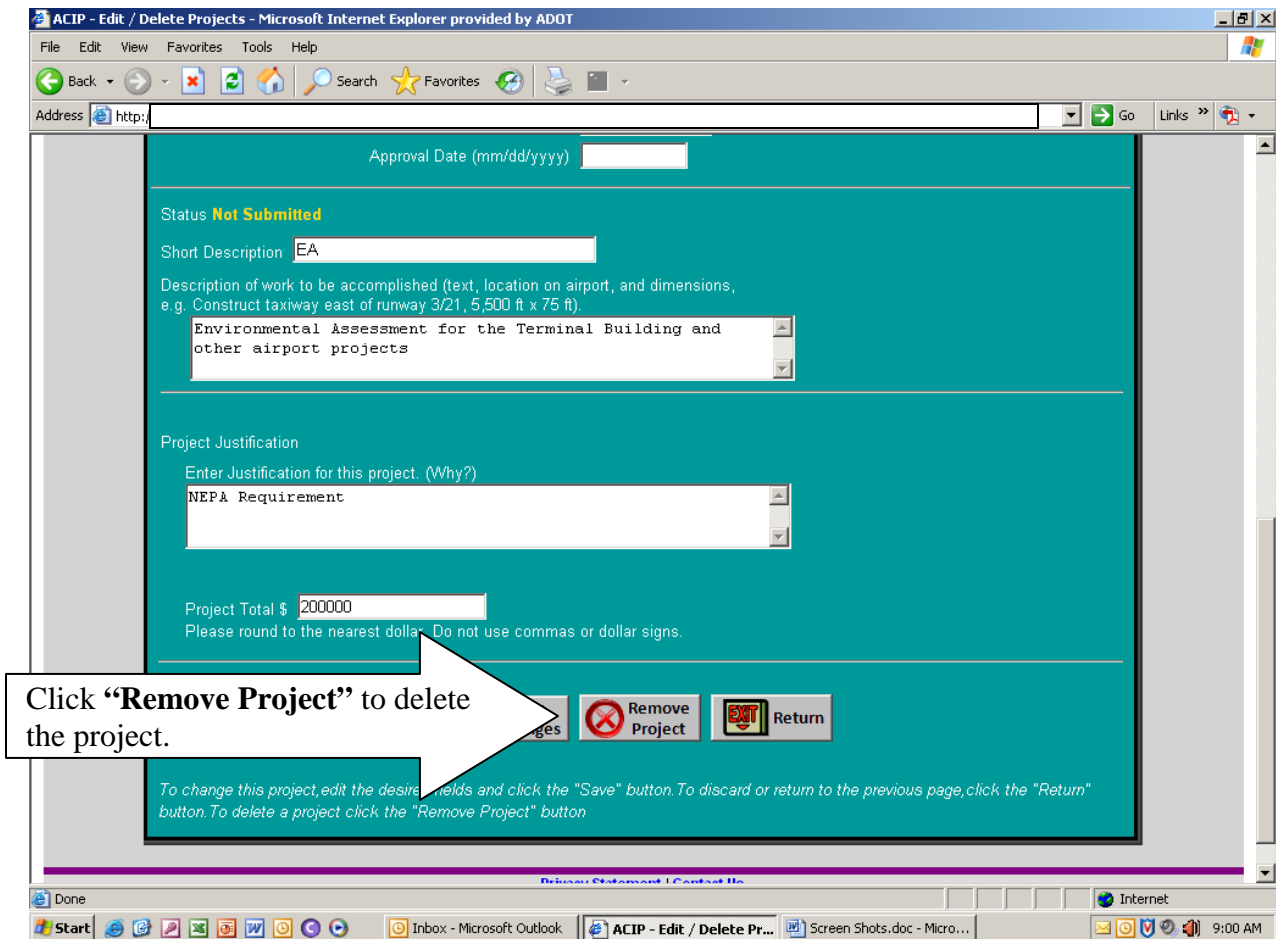 ACIP - Edit / Delete Projects - Microsoft Internet Explorer provided by ADOT
File Edit View Favorites Tools Help
Back Search Favorites
Address http:/ Go Links »
Approval Date (mm/dd/yyyy)
Status Not Submitted
Short Description EA
Description of work to be accomplished (text, location on airport, and dimensions,
e.g. Construct taxiway east of runway 3/21, 5,500 ft x 75 ft).
Environmental Assessment for the Terminal Building and
other airport projects
Project Justification
Enter Justification for this project. (Why?)
NEPA Requirement
Project Total $ 200000
Please round to the nearest dollar. Do not use commas or dollar signs.
Click “Remove Project” to delete
the project.
Remove
Project
EXIT Return
To change this project,edit the desired fields and click the "Save" button.To discard or return to the previous page,click the "Return"
button.To delete a project click the "Remove Project" button
Privacy Statement | Contact Us
Done Internet
Start Inbox - Microsoft Outlook ACIP - Edit / Delete Pr... Screen Shots.doc - Micro... 9:00 AM